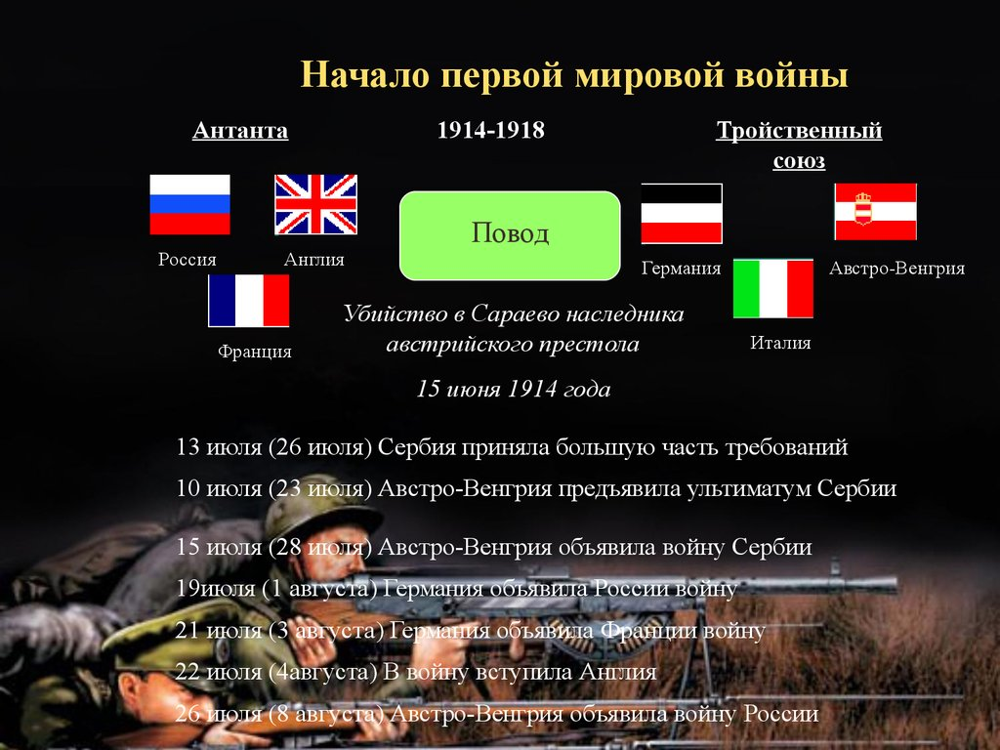 Начало первой мировой войны
Антанта
1914-1918
Тройственный
союз
Повод
Россия
Англия
Германия
Австро-Венгрия
Франция
Италия
Убийство в Сараево наследника
австрийского престола
15 июня 1914 года
13 июля (26 июля) Сербия приняла большую часть требований
10 июля (23 июля) Австро-Венгрия предъявила ультиматум Сербии
15 июля (28 июля) Австро-Венгрия объявила войну Сербии
19июля (1 августа) Германия объявила России войну
21 июля (3 августа) Германия объявила Франции войну
22 июля (4августа) В войну вступила Англия
26 июля (8 августа) Австро-Венгрия объявила войну России